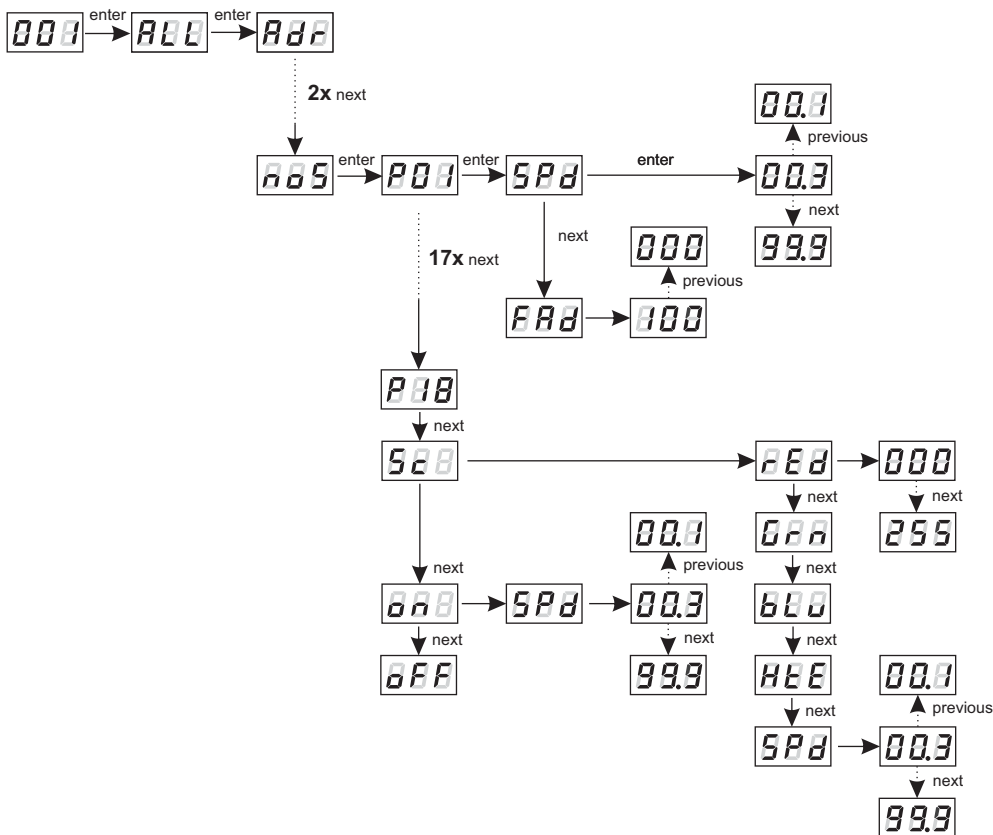 001 enter ALL enter Adr
2x next
00.1
previous
noS enter P01 enter SPd enter 00.3
next
99.9
17x next
next
000
previous
FAd 100
P18
next
Sc rEd 000
next next
Grn 255
00.1
previous
next next
on SPd 00.3 bLu
next next next
oFF 99.9 HtE 00.1
next previous
SPd 00.3
next
99.9